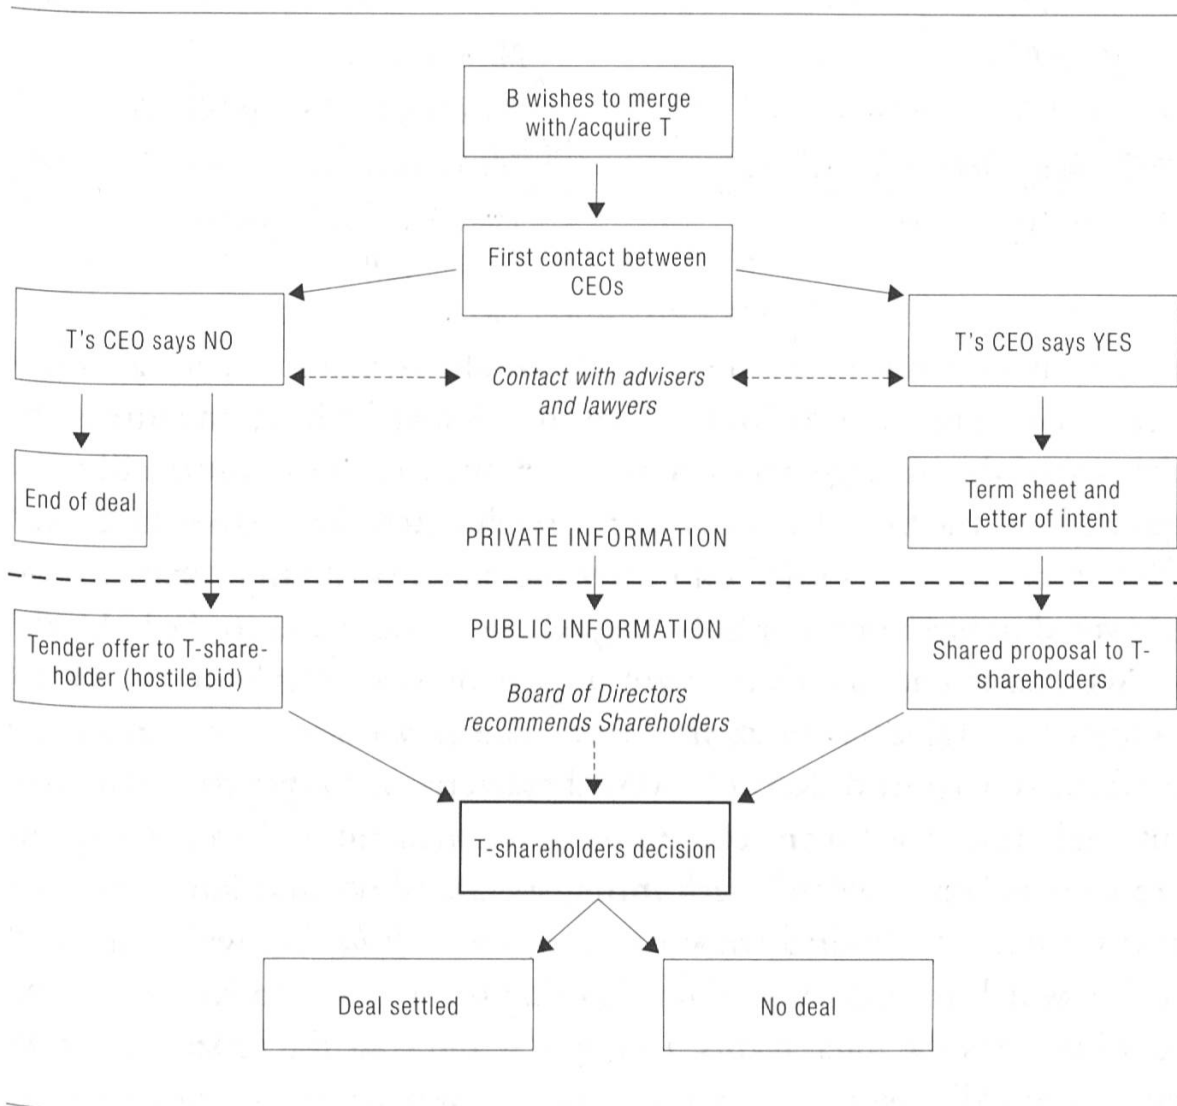 B wishes to merge
with/acquire T
First contact between
CEOs
T's CEO says NO
T's CEO says YES
Contact with advisers
and lawyers
End of deal
Term sheet and
Letter of intent
PRIVATE INFORMATION
PUBLIC INFORMATION
Tender offer to T-share-
holder (hostile bid)
Shared proposal to T-
shareholders
Board of Directors
recommends Shareholders
T-shareholders decision
Deal settled
No deal